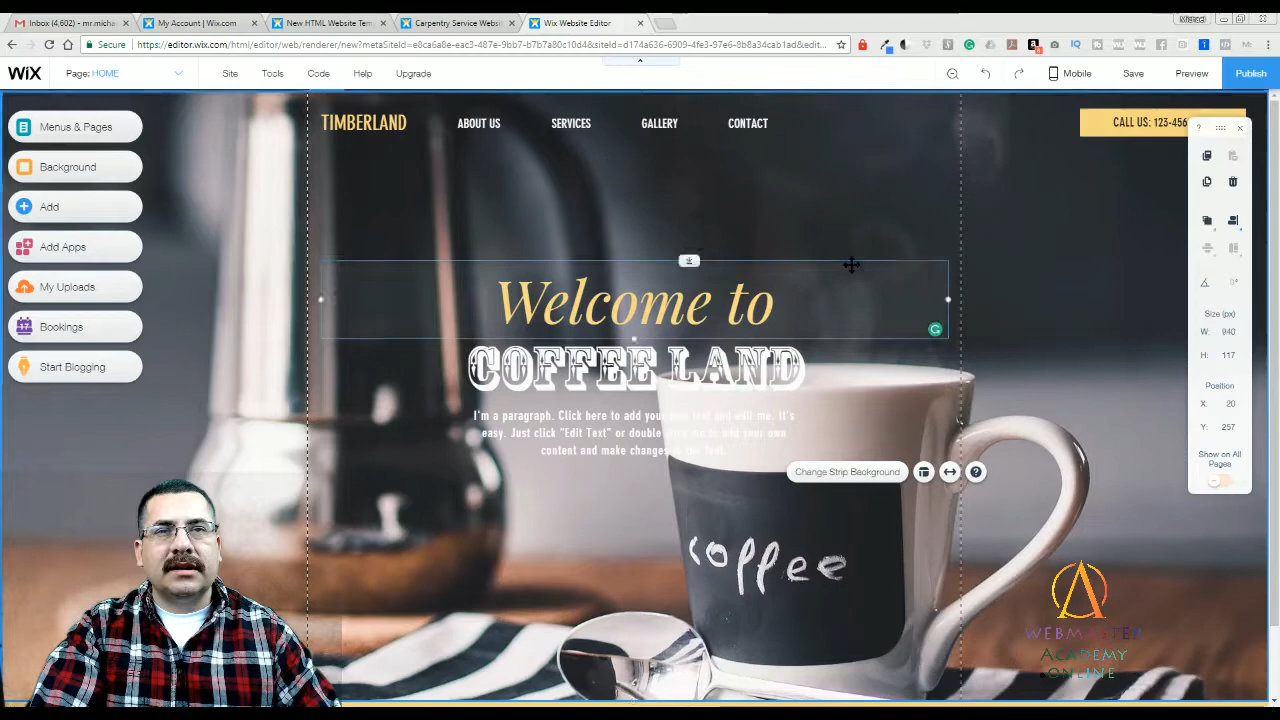 Inbox (4,602) - mr.micha
My Account | Wix.com
New HTML Website Tem
Carpentry Service Websit
Wix Website Editor
Michael
Secure
https://editor.wix.com/html/editor/web/renderer/new?metaSiteId=e8ca6a8e-eac3-487e-9bb7-b7b7a80c10d4&siteId=d174a636-6909-4fe3-97e6-8b8a34cab1ad&edit...
WiX
Page: HOME
Site
Tools
Code
Help
Upgrade
Mobile
Save
Preview
Publish
Menus & Pages
Background
Add
Add Apps
My Uploads
Bookings
Start Blogging
TIMBERLAND
ABOUT US
SERVICES
GALLERY
CONTACT
CALL US: 123-456
Welcome to
COFFEE LAND
I'm a paragraph. Click here to add your own text and edit me. It's
easy. Just click "Edit Text" or double click me to add your own
content and make changes to the font.
Change Strip Background
coffee
Size (px)
W: 940
H: 117
Position
X: 20
Y: 257
Show on All
Pages
WEBMASTER
ACADEMY
ONLINE